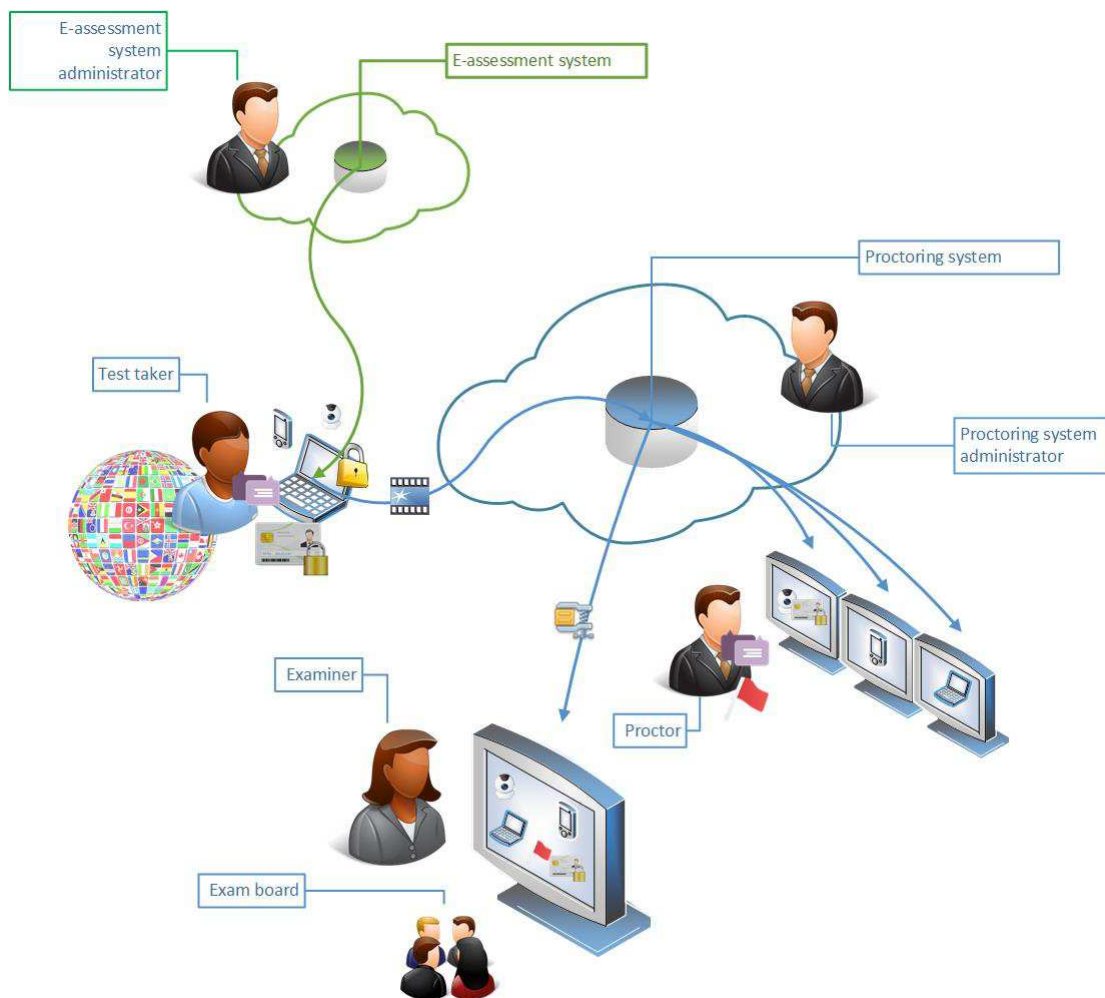 E-assessment
system
administrator
E-assessment system
Proctoring system
Test taker
Proctoring system
administrator
Examiner
Proctor
Exam board